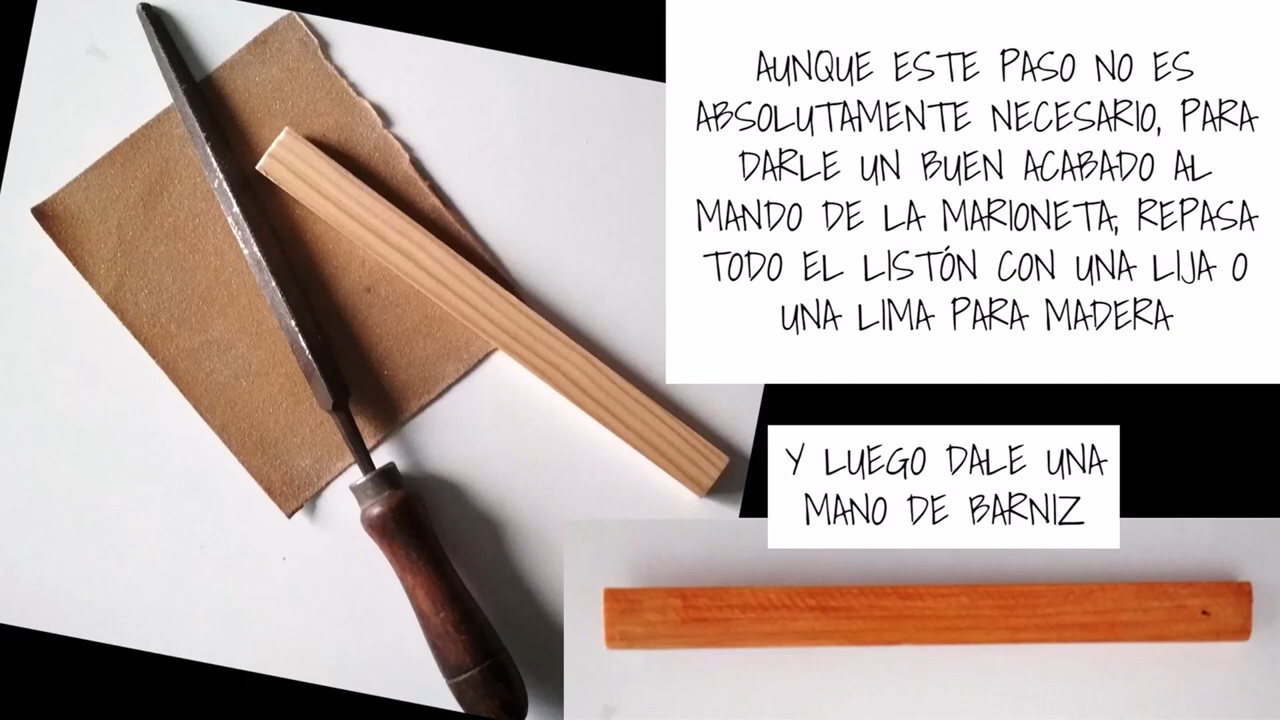 AUNQUE ESTE PASO NO ES
ABSOLUTAMENTE NECESARIO, PARA
DARLE UN BUEN ACABADO AL
MANDO DE LA MARIONETA, REPASA
TODO EL LISTÓN CON UNA LIJA O
UNA LIMA PARA MADERA
Y LUEGO DALE UNA
MANO DE BARNIZ